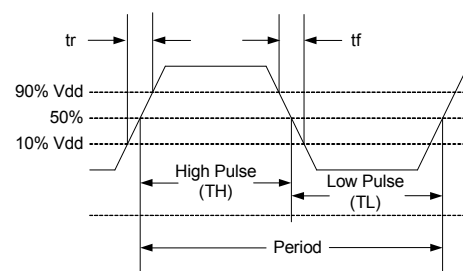 tr
tf
90% Vdd
50%
10% Vdd
High Pulse
(TH)
Low Pulse
(TL)
Period